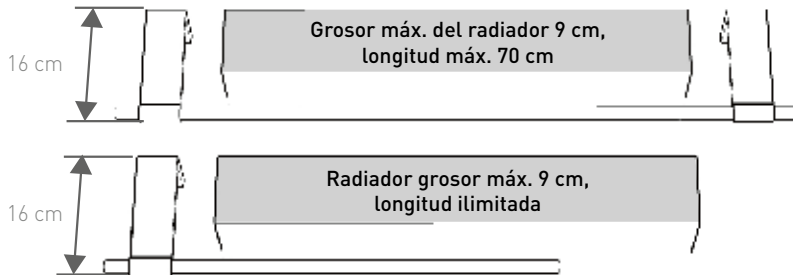 16 cm
Grosor máx. del radiador 9 cm,
longitud máx. 70 cm
16 cm
Radiador grosor máx. 9 cm,
longitud ilimitada